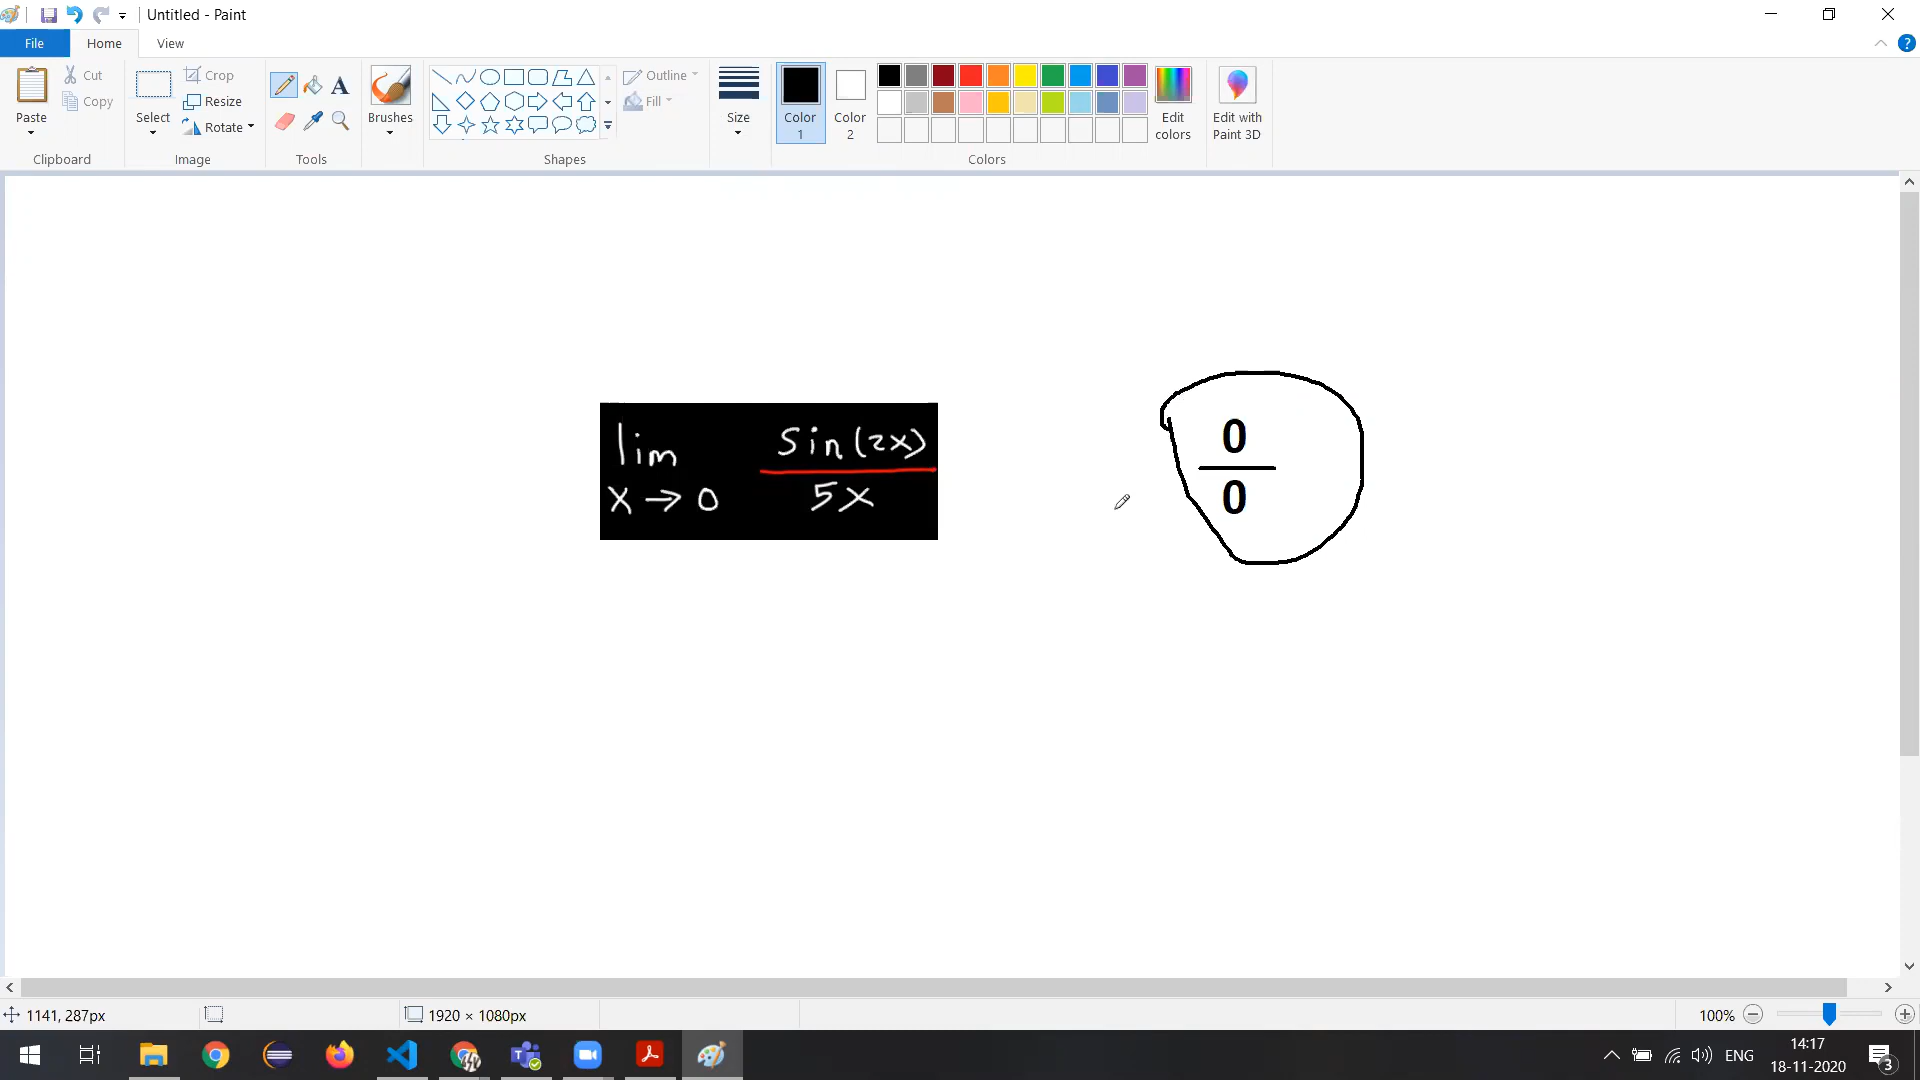 Untitled - Paint
File Home View
Paste Cut Copy Clipboard
Select Crop Resize Rotate Image
Tools
Brushes
Outline Fill Shapes
Size
Color 1 Color 2 Edit colors Colors
Edit with Paint 3D
lim sin(2x)
x → 0 5x
0
0
1141, 287px 1920 × 1080px 100%
ENG 14:17
18-11-2020 3